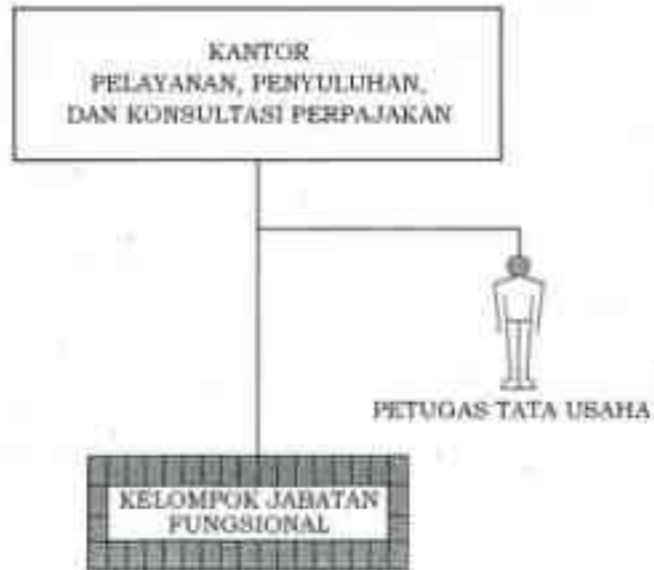 KANTOR
PELAYANAN, PENYULUHAN,
DAN KONSULTASI PERPAJAKAN
PETUGAS TATA USAHA
KELOMPOK JABATAN
FUNGSIONAL